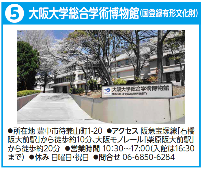 5 大阪大学総合学術博物館(国登録有形文化財)
大阪大学総合学術博物館
●所在地 豊中市待兼山町1-20 ●アクセス 阪急宝塚線「石橋
阪大前駅」から徒歩約10分、大阪モノレール「柴原阪大前駅」
から徒歩約20分 ●営業時間 10:30~17:00(入館は16:30
まで) ●休み 日曜日・祝日 ●問合せ 06-6850-6284